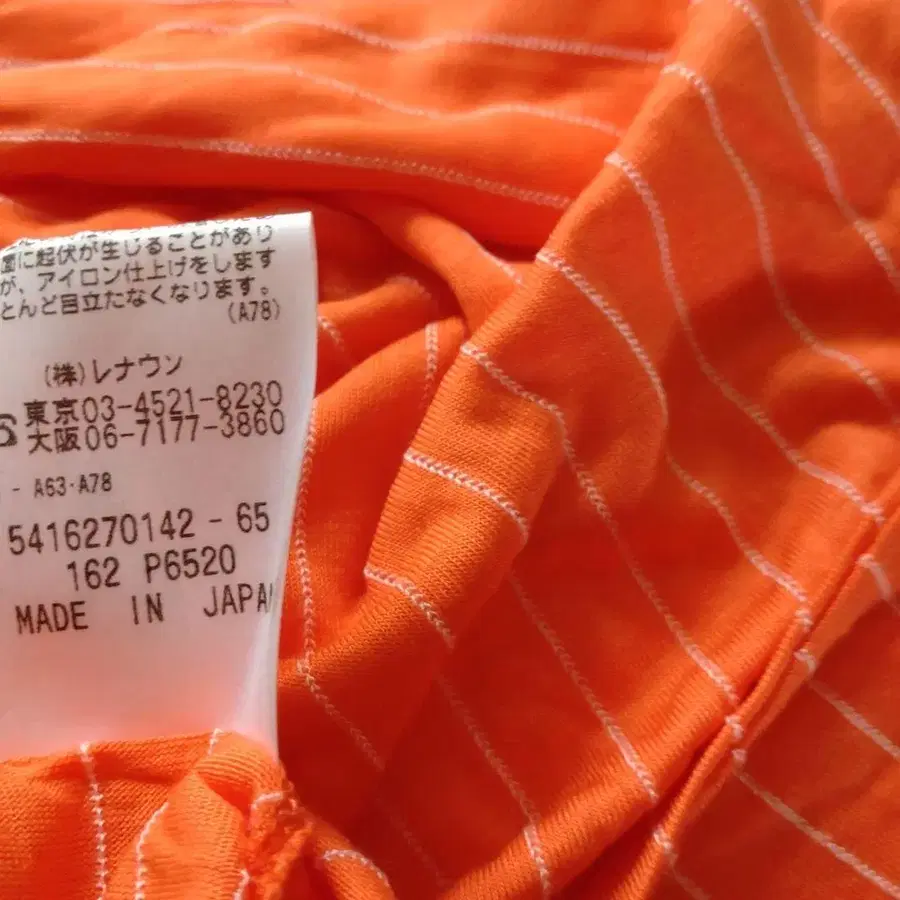 面に起伏が生じることがあり
が、アイロン仕上げをします
とんど目立たなくなります。
(A78)
(株)レナウン
東京03-4521-8230
大阪06-7177-3860
- A63·A78
5416270142-65
162 P6520
MADE IN JAPAN